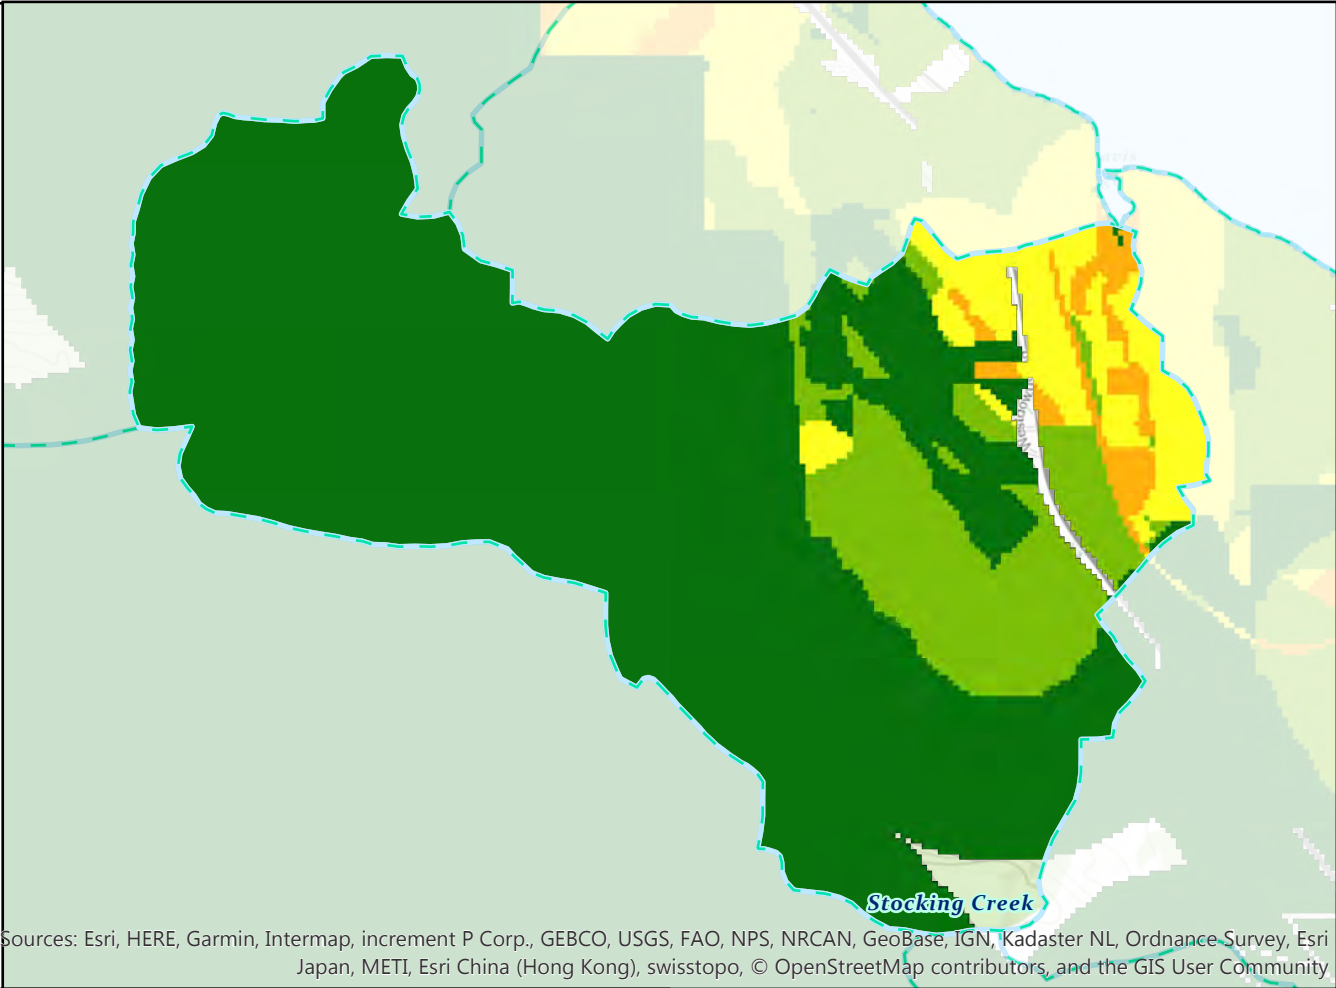 Stocking Creek
Sources: Esri, HERE, Garmin, Intermap, increment P Corp., GEBCO, USGS, FAO, NPS, NRCAN, GeoBase, IGN, Kadaster NL, Ordnance Survey, Esri
Japan, METI, Esri China (Hong Kong), swisstopo, © OpenStreetMap contributors, and the GIS User Community